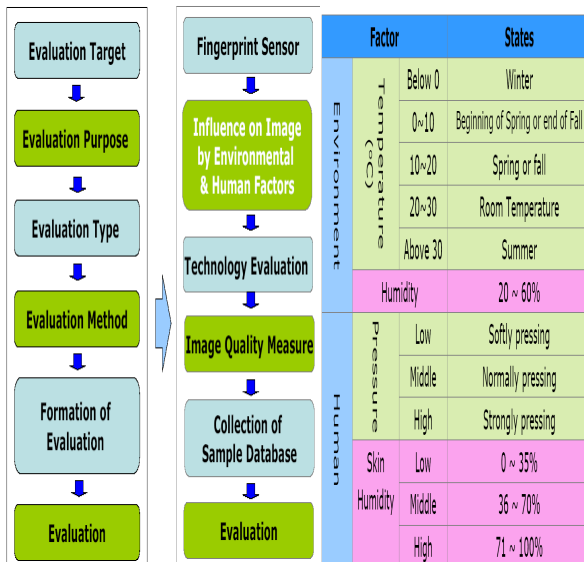 Evaluation Target
Evaluation Purpose
Evaluation Type
Evaluation Method
Formation of
Evaluation
Evaluation
Fingerprint Sensor
Influence on Image
by Environmental
& Human Factors
Technology Evaluation
Image Quality Measure
Collection of
Sample Database
Evaluation
Factor States
Environment
Temperature
(°C)
Below 0 Winter
0~10 Beginning of Spring or end of Fall
10~20 Spring or fall
20~30 Room Temperature
Above 30 Summer
Humidity 20 ~ 60%
Human
Pressure
Low Softly pressing
Middle Normally pressing
High Strongly pressing
Skin
Humidity
Low 0 ~ 35%
Middle 36 ~ 70%
High 71 ~ 100%